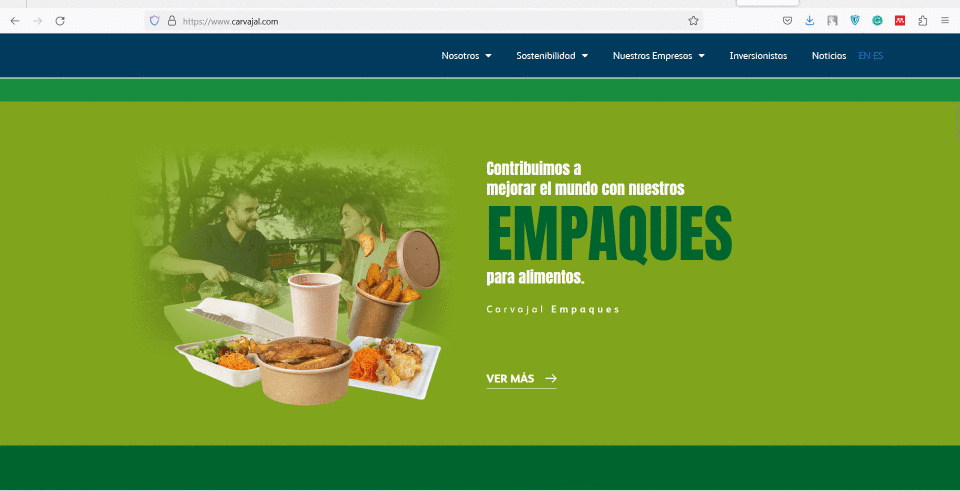 https://www.carvajal.com
Nosotros Sostenibilidad Nuestras Empresas Inversionistas Noticias EN ES
Contribuimos a
mejorar el mundo con nuestros
EMPAQUES
para alimentos.
Carvajal Empaques
VER MÁS